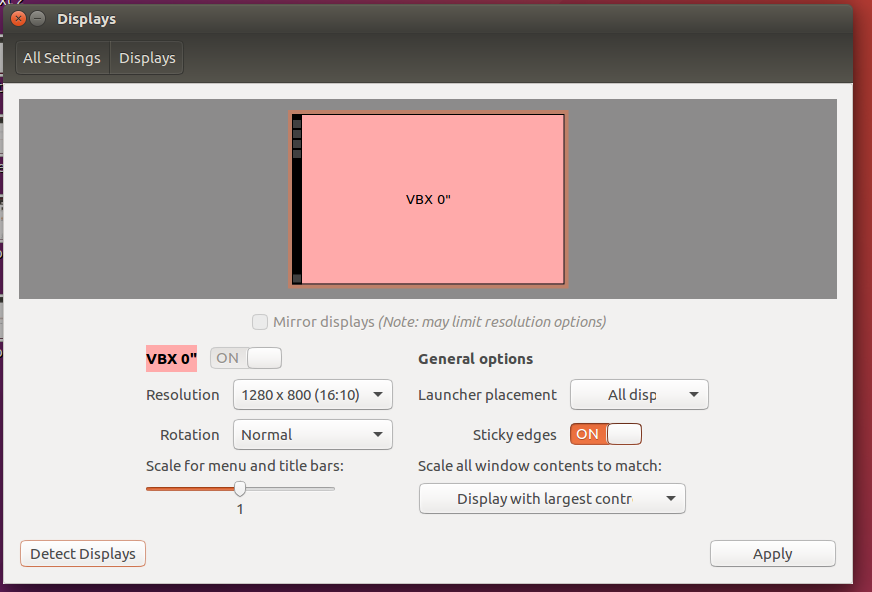 Displays
All Settings
Displays
VBX 0"
Mirror displays (Note: may limit resolution options)
VBX 0"
ON
General options
Resolution
1280 x 800 (16:10)
Launcher placement
All disp
Rotation
Normal
Sticky edges
ON
Scale for menu and title bars:
Scale all window contents to match:
1
Display with largest contr
Detect Displays
Apply